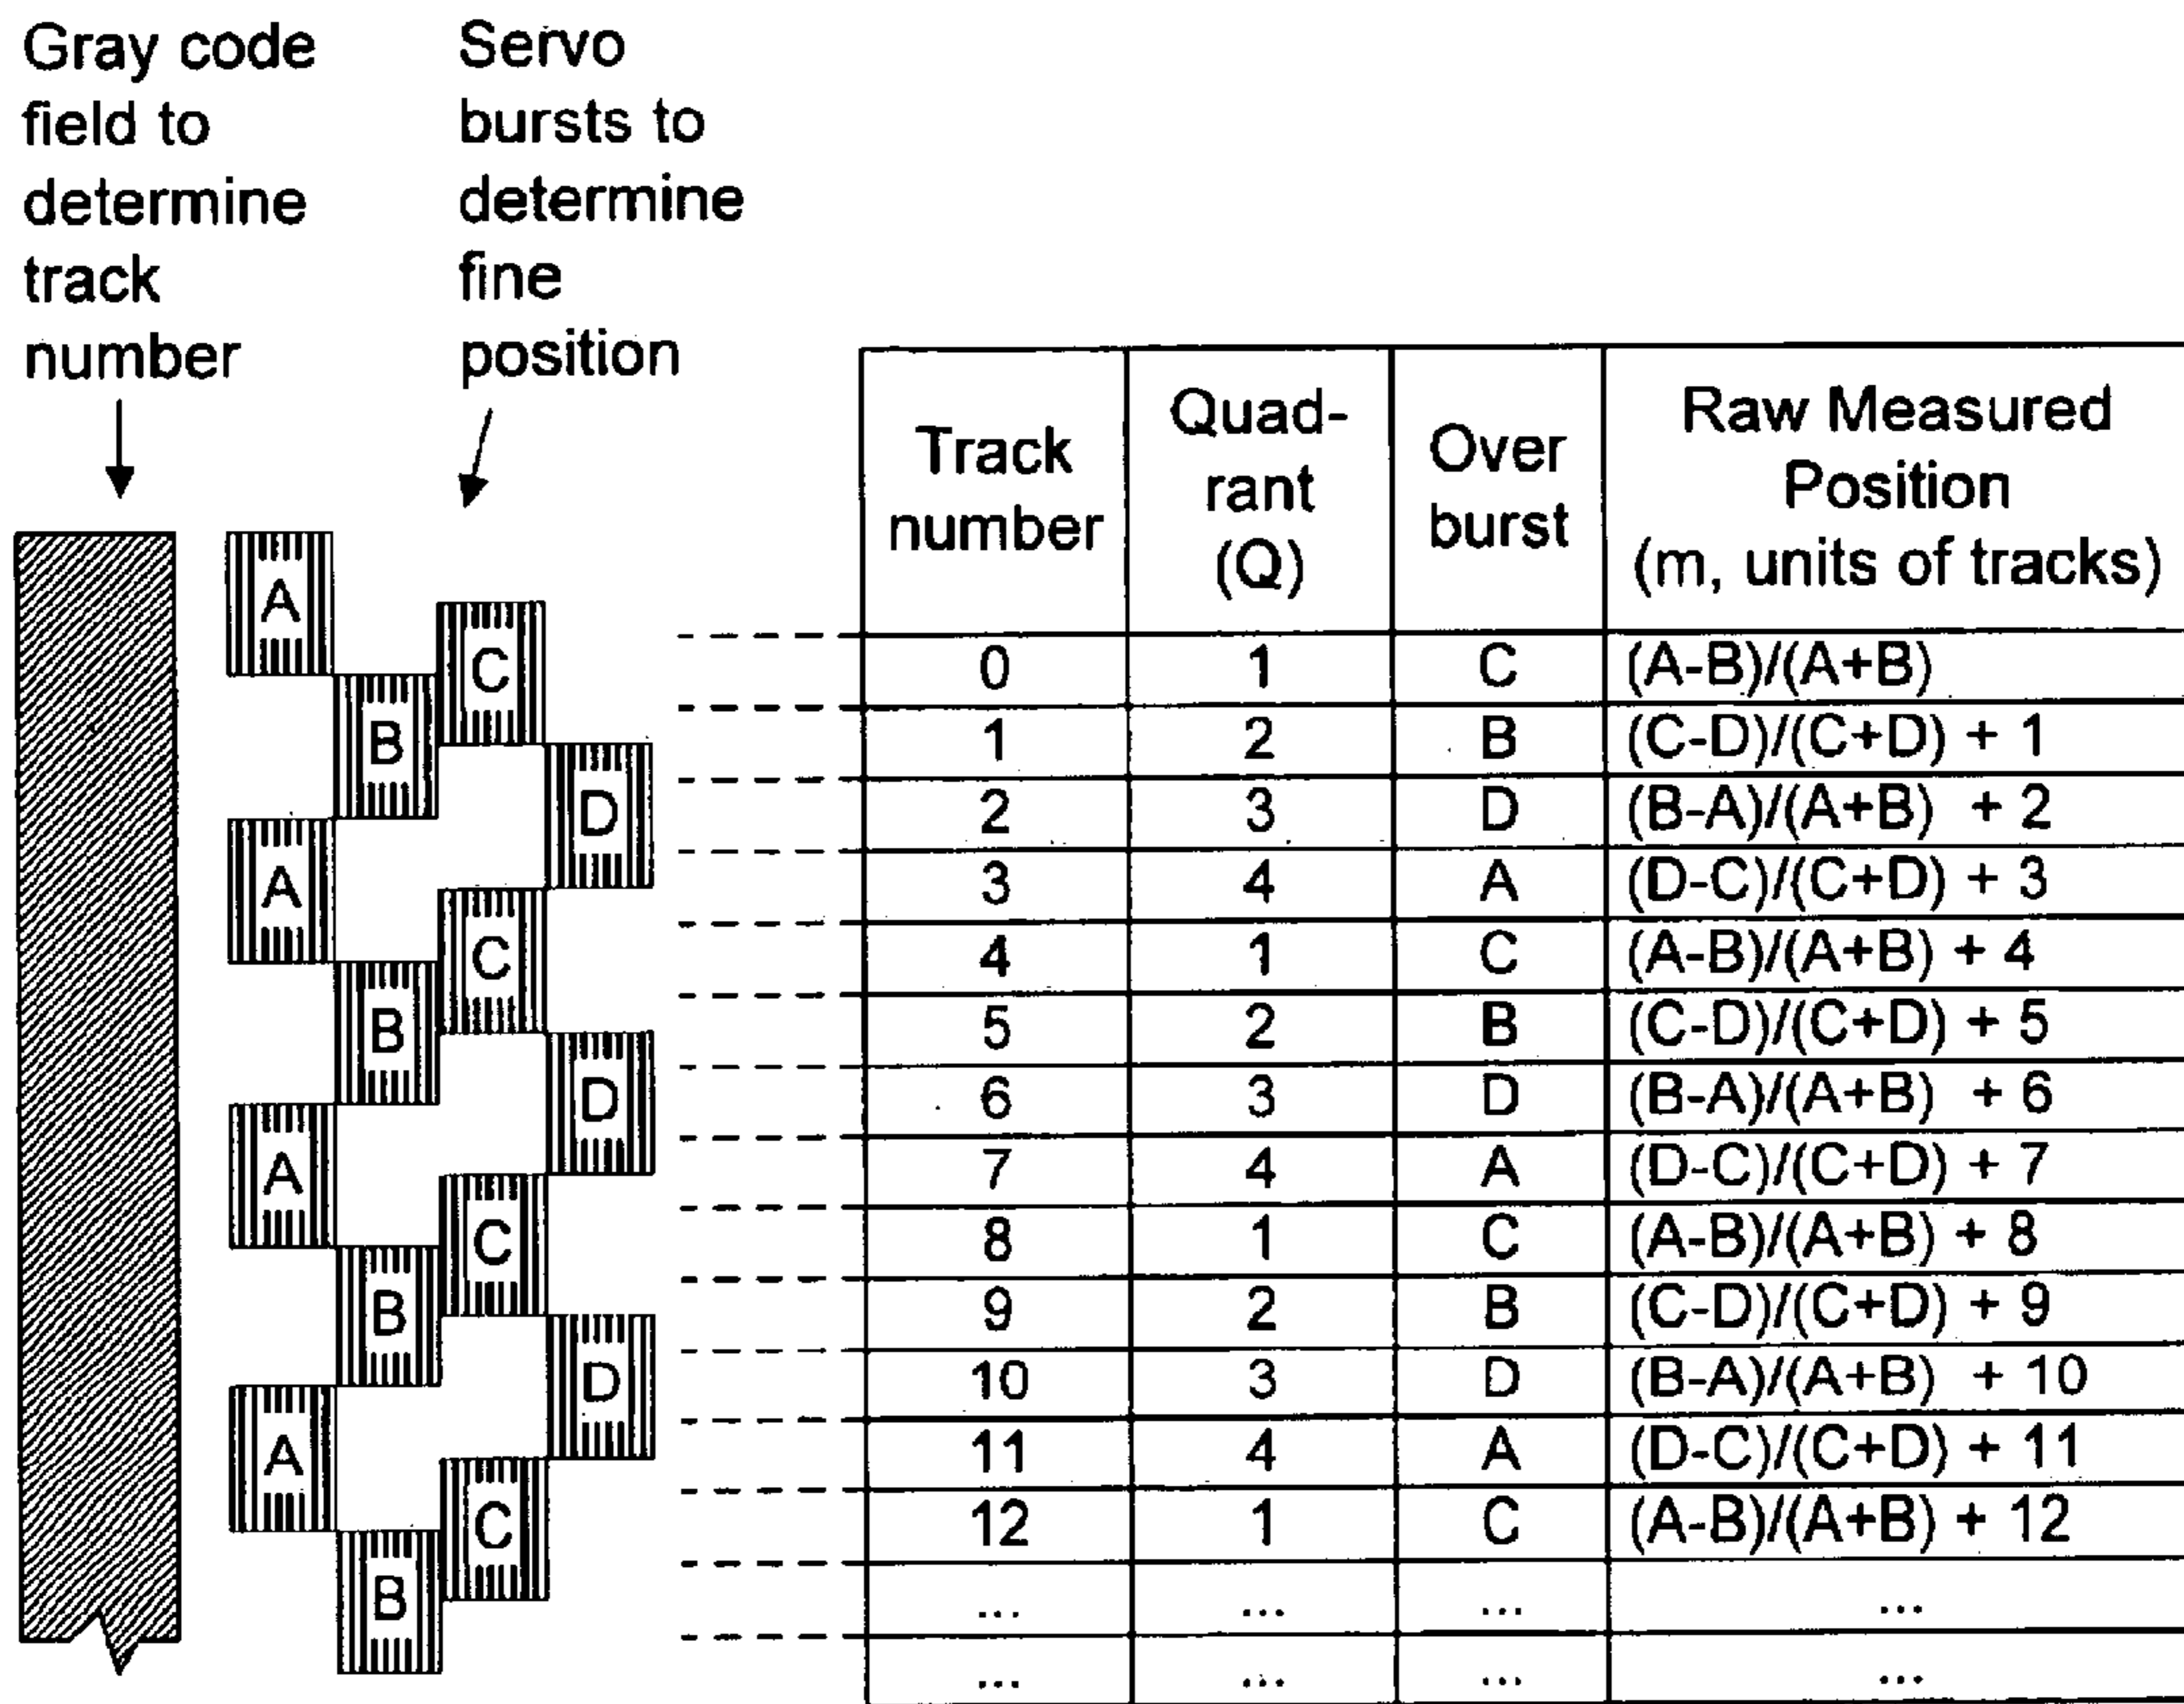 Gray code
field to
determine
track
number
Servo
bursts to
determine
fine
position
A
C
B
D
A
C
B
D
A
C
B
D
A
C
B
Track number
Quad-rant (Q)
Over burst
Raw Measured Position (m, units of tracks)
0 1 C (A-B)/(A+B)
1 2 B (C-D)/(C+D) + 1
2 3 D (B-A)/(A+B) + 2
3 4 A (D-C)/(C+D) + 3
4 1 C (A-B)/(A+B) + 4
5 2 B (C-D)/(C+D) + 5
6 3 D (B-A)/(A+B) + 6
7 4 A (D-C)/(C+D) + 7
8 1 C (A-B)/(A+B) + 8
9 2 B (C-D)/(C+D) + 9
10 3 D (B-A)/(A+B) + 10
11 4 A (D-C)/(C+D) + 11
12 1 C (A-B)/(A+B) + 12
... ... ... ...
... ... ... ...